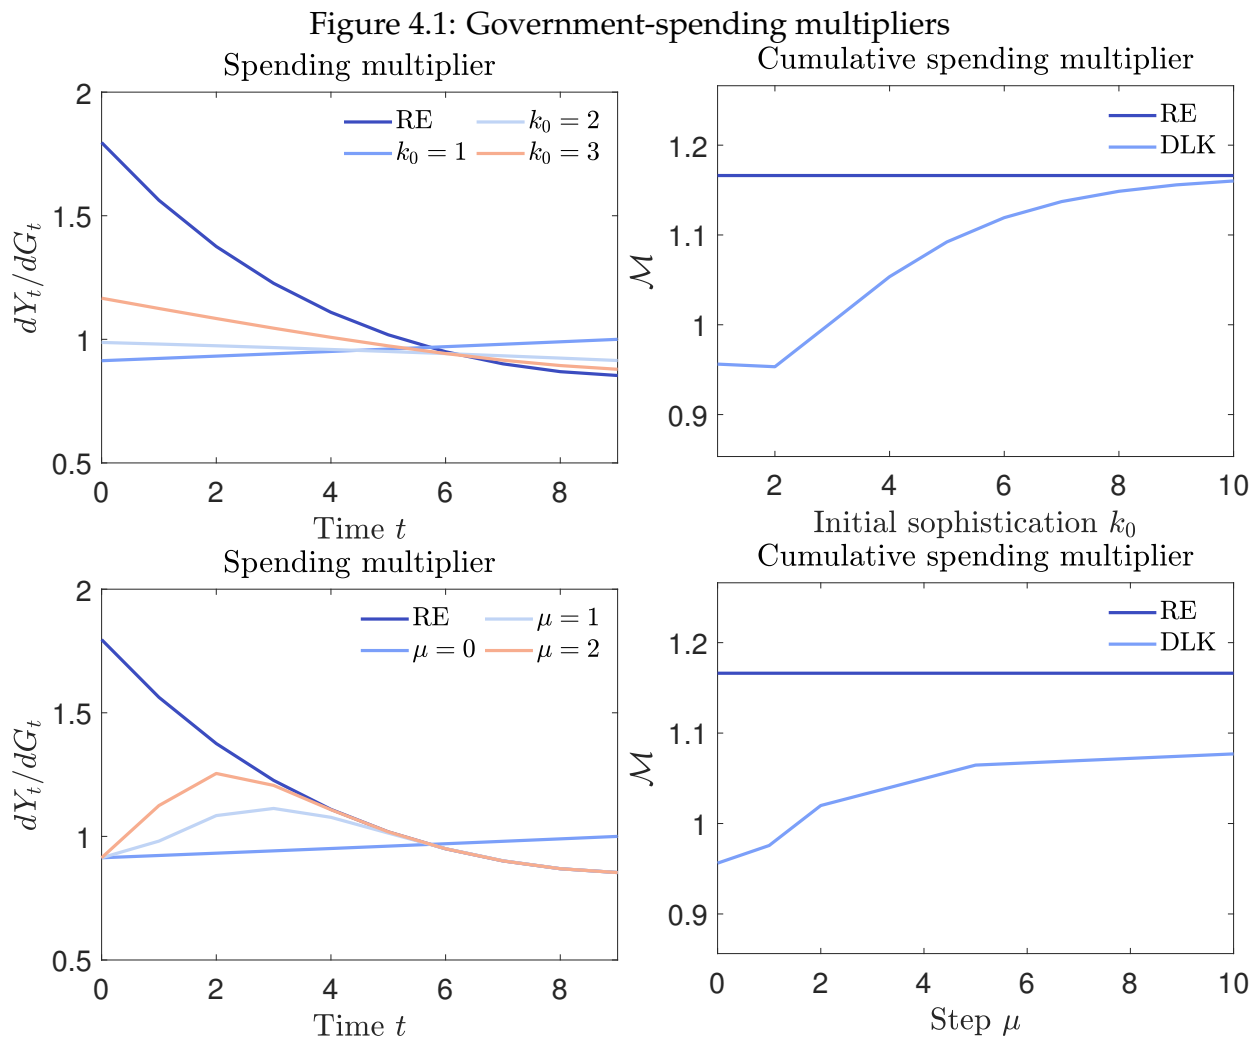 Figure 4.1: Government-spending multipliers
Spending multiplier
2
1.5
1
0.5
dY_t/dG_t
RE
k_0 = 1
k_0 = 2
k_0 = 3
0 2 4 6 8
Time t
Cumulative spending multiplier
1.2
1.1
1
0.9
ℳ
RE
DLK
2 4 6 8 10
Initial sophistication k_0
Spending multiplier
2
1.5
1
0.5
dY_t/dG_t
RE
μ = 0
μ = 1
μ = 2
0 2 4 6 8
Time t
Cumulative spending multiplier
1.2
1.1
1
0.9
ℳ
RE
DLK
0 2 4 6 8 10
Step μ